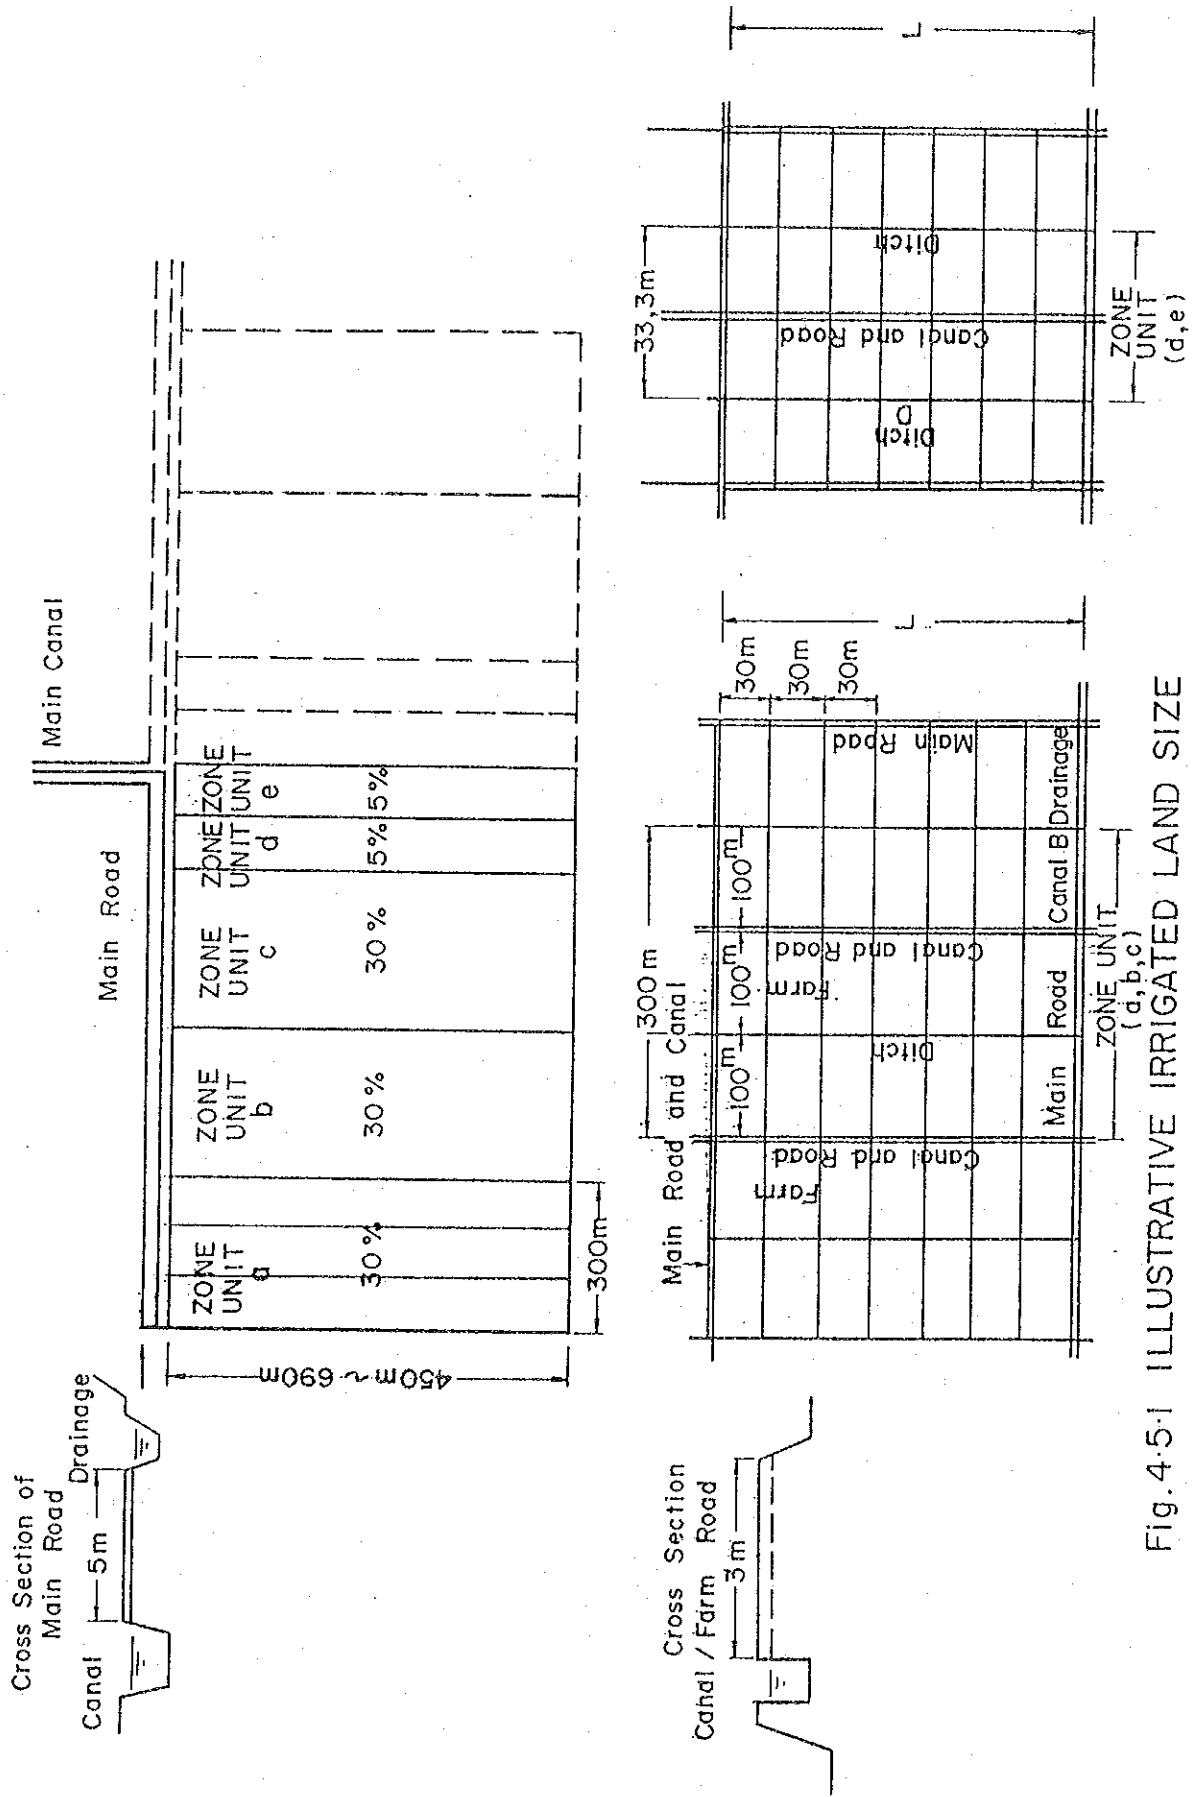 Cross Section of
Main Road
Canal
5m
Drainage
Main Road
Main Canal
ZONE
UNIT
a
30%
ZONE
UNIT
b
30%
ZONE
UNIT
c
30%
ZONE
UNIT
d
5%
ZONE
UNIT
e
5%
450m ~ 690m
300m
Cross Section
Canal / Farm Road
3m
Main Road and Canal
300m
100m
100m
100m
30m
30m
30m
L
Farm
Canal and Road
Ditch
Farm
Canal and Road
Main Road
Main Road Canal B Drainage
ZONE UNIT
(a,b,c)
33,3m
Ditch
D
Canal and Road
Ditch
L
ZONE
UNIT
(d,e)
Fig. 4·5·1 ILLUSTRATIVE IRRIGATED LAND SIZE